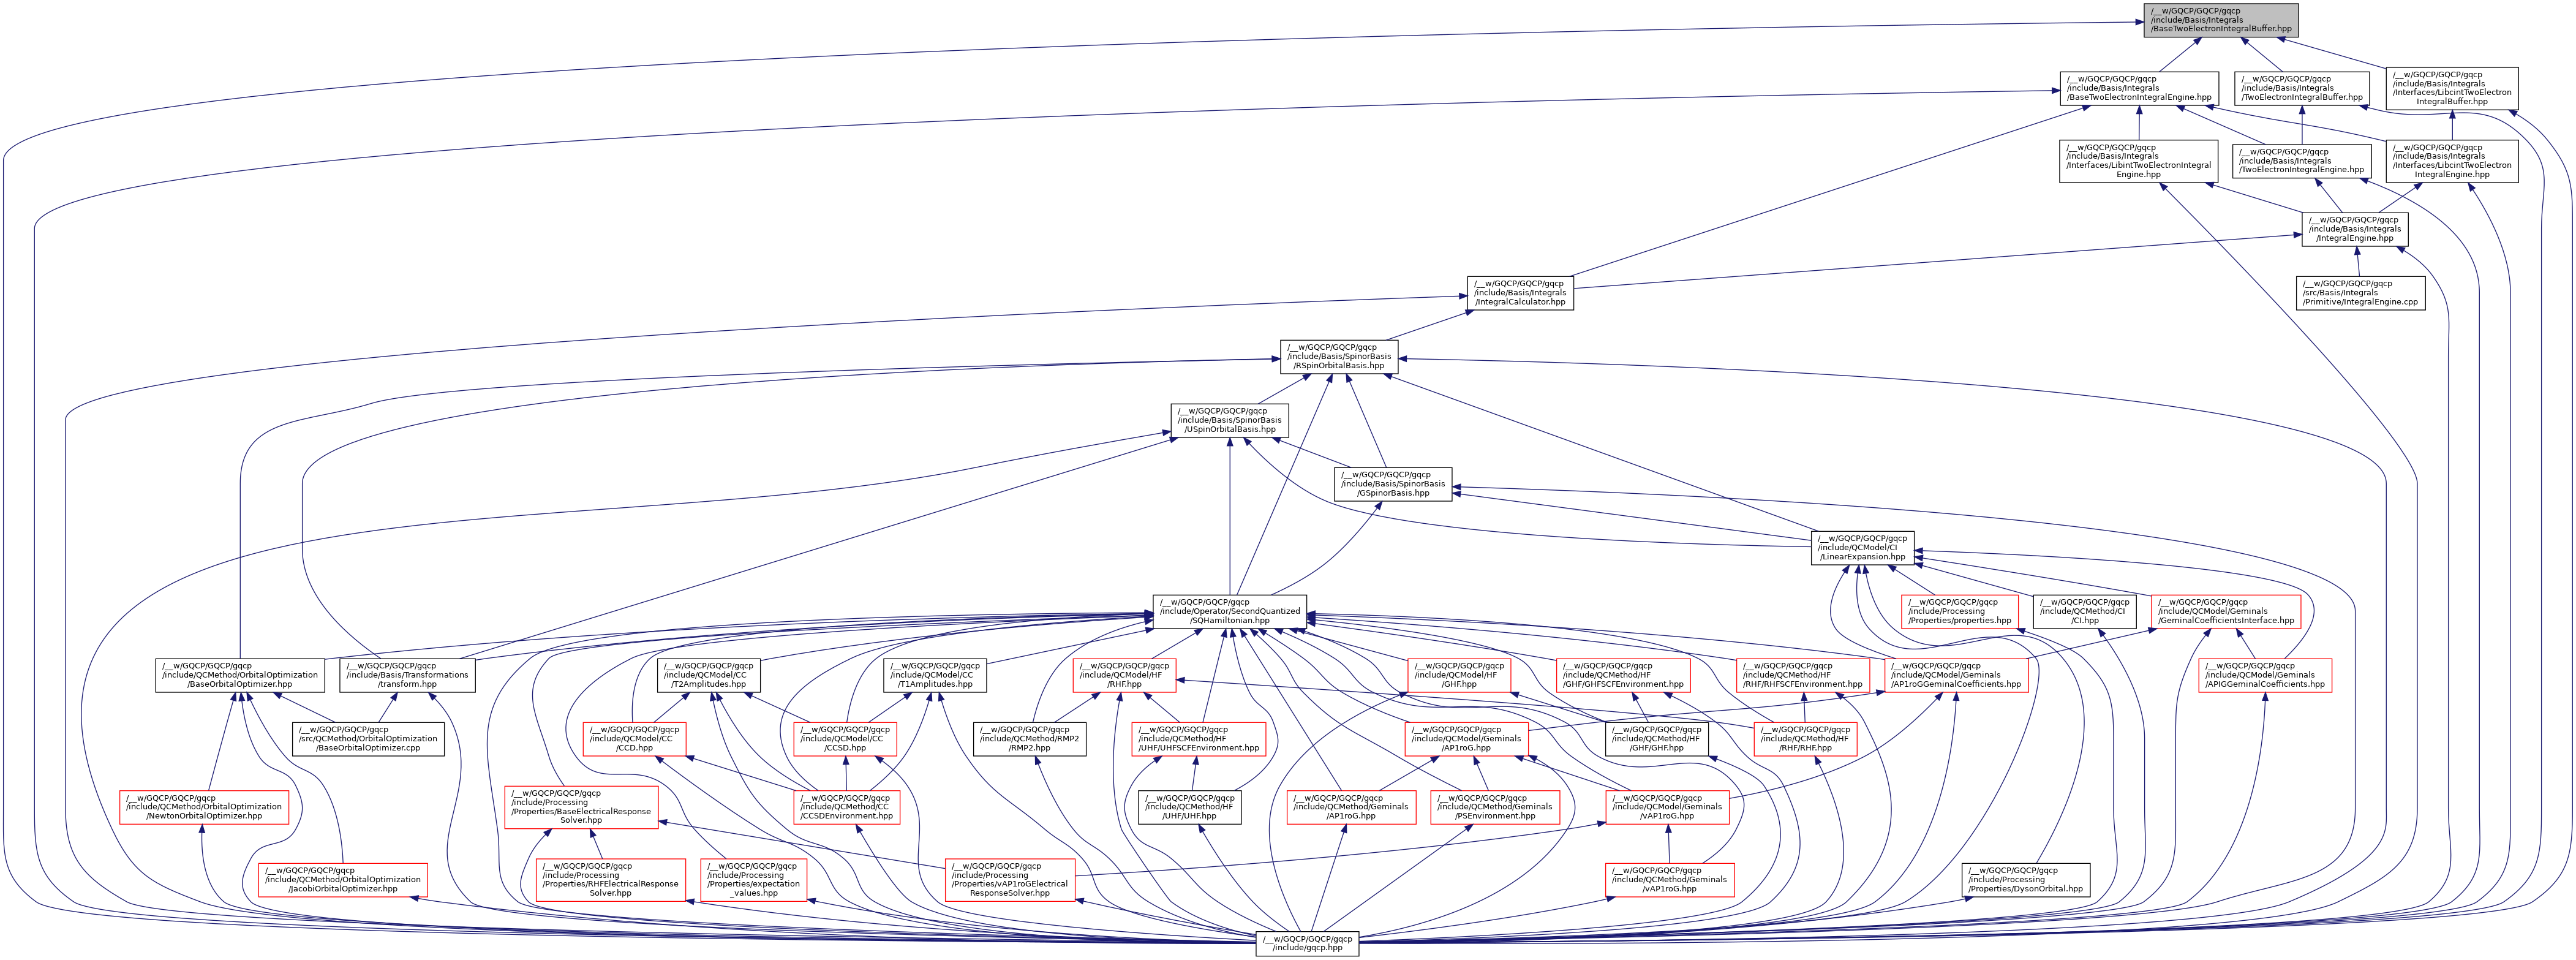 /__w/GQCP/GQCP/gqcp
/include/Basis/Integrals
/BaseTwoElectronIntegralBuffer.hpp
/__w/GQCP/GQCP/gqcp
/include/Basis/Integrals
/BaseTwoElectronIntegralEngine.hpp
/__w/GQCP/GQCP/gqcp
/include/Basis/Integrals
/TwoElectronIntegralBuffer.hpp
/__w/GQCP/GQCP/gqcp
/include/Basis/Integrals
/Interfaces/LibcintTwoElectron
IntegralBuffer.hpp
/__w/GQCP/GQCP/gqcp
/include/Basis/Integrals
/Interfaces/LibintTwoElectronIntegral
Engine.hpp
/__w/GQCP/GQCP/gqcp
/include/Basis/Integrals
/TwoElectronIntegralEngine.hpp
/__w/GQCP/GQCP/gqcp
/include/Basis/Integrals
/Interfaces/LibcintTwoElectron
IntegralEngine.hpp
/__w/GQCP/GQCP/gqcp
/include/Basis/Integrals
/IntegralEngine.hpp
/__w/GQCP/GQCP/gqcp
/include/Basis/Integrals
/IntegralCalculator.hpp
/__w/GQCP/GQCP/gqcp
/src/Basis/Integrals
/Primitive/IntegralEngine.cpp
/__w/GQCP/GQCP/gqcp
/include/Basis/SpinorBasis
/RSpinOrbitalBasis.hpp
/__w/GQCP/GQCP/gqcp
/include/Basis/SpinorBasis
/USpinOrbitalBasis.hpp
/__w/GQCP/GQCP/gqcp
/include/Basis/SpinorBasis
/GSpinorBasis.hpp
/__w/GQCP/GQCP/gqcp
/include/QCModel/CI
/LinearExpansion.hpp
/__w/GQCP/GQCP/gqcp
/include/Operator/SecondQuantized
/SQHamiltonian.hpp
/__w/GQCP/GQCP/gqcp
/include/Processing
/Properties/properties.hpp
/__w/GQCP/GQCP/gqcp
/include/QCMethod/CI
/CI.hpp
/__w/GQCP/GQCP/gqcp
/include/QCModel/Geminals
/GeminalCoefficientsInterface.hpp
/__w/GQCP/GQCP/gqcp
/include/QCMethod/OrbitalOptimization
/BaseOrbitalOptimizer.hpp
/__w/GQCP/GQCP/gqcp
/include/Basis/Transformations
/transform.hpp
/__w/GQCP/GQCP/gqcp
/include/QCModel/CC
/T2Amplitudes.hpp
/__w/GQCP/GQCP/gqcp
/include/QCModel/CC
/T1Amplitudes.hpp
/__w/GQCP/GQCP/gqcp
/include/QCModel/HF
/RHF.hpp
/__w/GQCP/GQCP/gqcp
/include/QCModel/HF
/GHF.hpp
/__w/GQCP/GQCP/gqcp
/include/QCMethod/HF
/GHF/GHFSCFEnvironment.hpp
/__w/GQCP/GQCP/gqcp
/include/QCMethod/HF
/RHF/RHFSCFEnvironment.hpp
/__w/GQCP/GQCP/gqcp
/include/QCModel/Geminals
/AP1roGGeminalCoefficients.hpp
/__w/GQCP/GQCP/gqcp
/include/QCModel/Geminals
/APIGGeminalCoefficients.hpp
/__w/GQCP/GQCP/gqcp
/src/QCMethod/OrbitalOptimization
/BaseOrbitalOptimizer.cpp
/__w/GQCP/GQCP/gqcp
/include/QCModel/CC
/CCD.hpp
/__w/GQCP/GQCP/gqcp
/include/QCModel/CC
/CCSD.hpp
/__w/GQCP/GQCP/gqcp
/include/QCMethod/RMP2
/RMP2.hpp
/__w/GQCP/GQCP/gqcp
/include/QCMethod/HF
/UHF/UHFSCFEnvironment.hpp
/__w/GQCP/GQCP/gqcp
/include/QCModel/Geminals
/AP1roG.hpp
/__w/GQCP/GQCP/gqcp
/include/QCMethod/HF
/GHF/GHF.hpp
/__w/GQCP/GQCP/gqcp
/include/QCMethod/HF
/RHF/RHF.hpp
/__w/GQCP/GQCP/gqcp
/include/QCMethod/OrbitalOptimization
/NewtonOrbitalOptimizer.hpp
/__w/GQCP/GQCP/gqcp
/include/Processing
/Properties/BaseElectricalResponse
Solver.hpp
/__w/GQCP/GQCP/gqcp
/include/QCMethod/CC
/CCSDEnvironment.hpp
/__w/GQCP/GQCP/gqcp
/include/QCMethod/HF
/UHF/UHF.hpp
/__w/GQCP/GQCP/gqcp
/include/QCMethod/Geminals
/AP1roG.hpp
/__w/GQCP/GQCP/gqcp
/include/QCMethod/Geminals
/PSEnvironment.hpp
/__w/GQCP/GQCP/gqcp
/include/QCModel/Geminals
/vAP1roG.hpp
/__w/GQCP/GQCP/gqcp
/include/QCMethod/OrbitalOptimization
/JacobiOrbitalOptimizer.hpp
/__w/GQCP/GQCP/gqcp
/include/Processing
/Properties/RHFElectricalResponse
Solver.hpp
/__w/GQCP/GQCP/gqcp
/include/Processing
/Properties/expectation
_values.hpp
/__w/GQCP/GQCP/gqcp
/include/Processing
/Properties/vAP1roGElectrical
ResponseSolver.hpp
/__w/GQCP/GQCP/gqcp
/include/QCMethod/Geminals
/vAP1roG.hpp
/__w/GQCP/GQCP/gqcp
/include/Processing
/Properties/DysonOrbital.hpp
/__w/GQCP/GQCP/gqcp
/include/gqcp.hpp